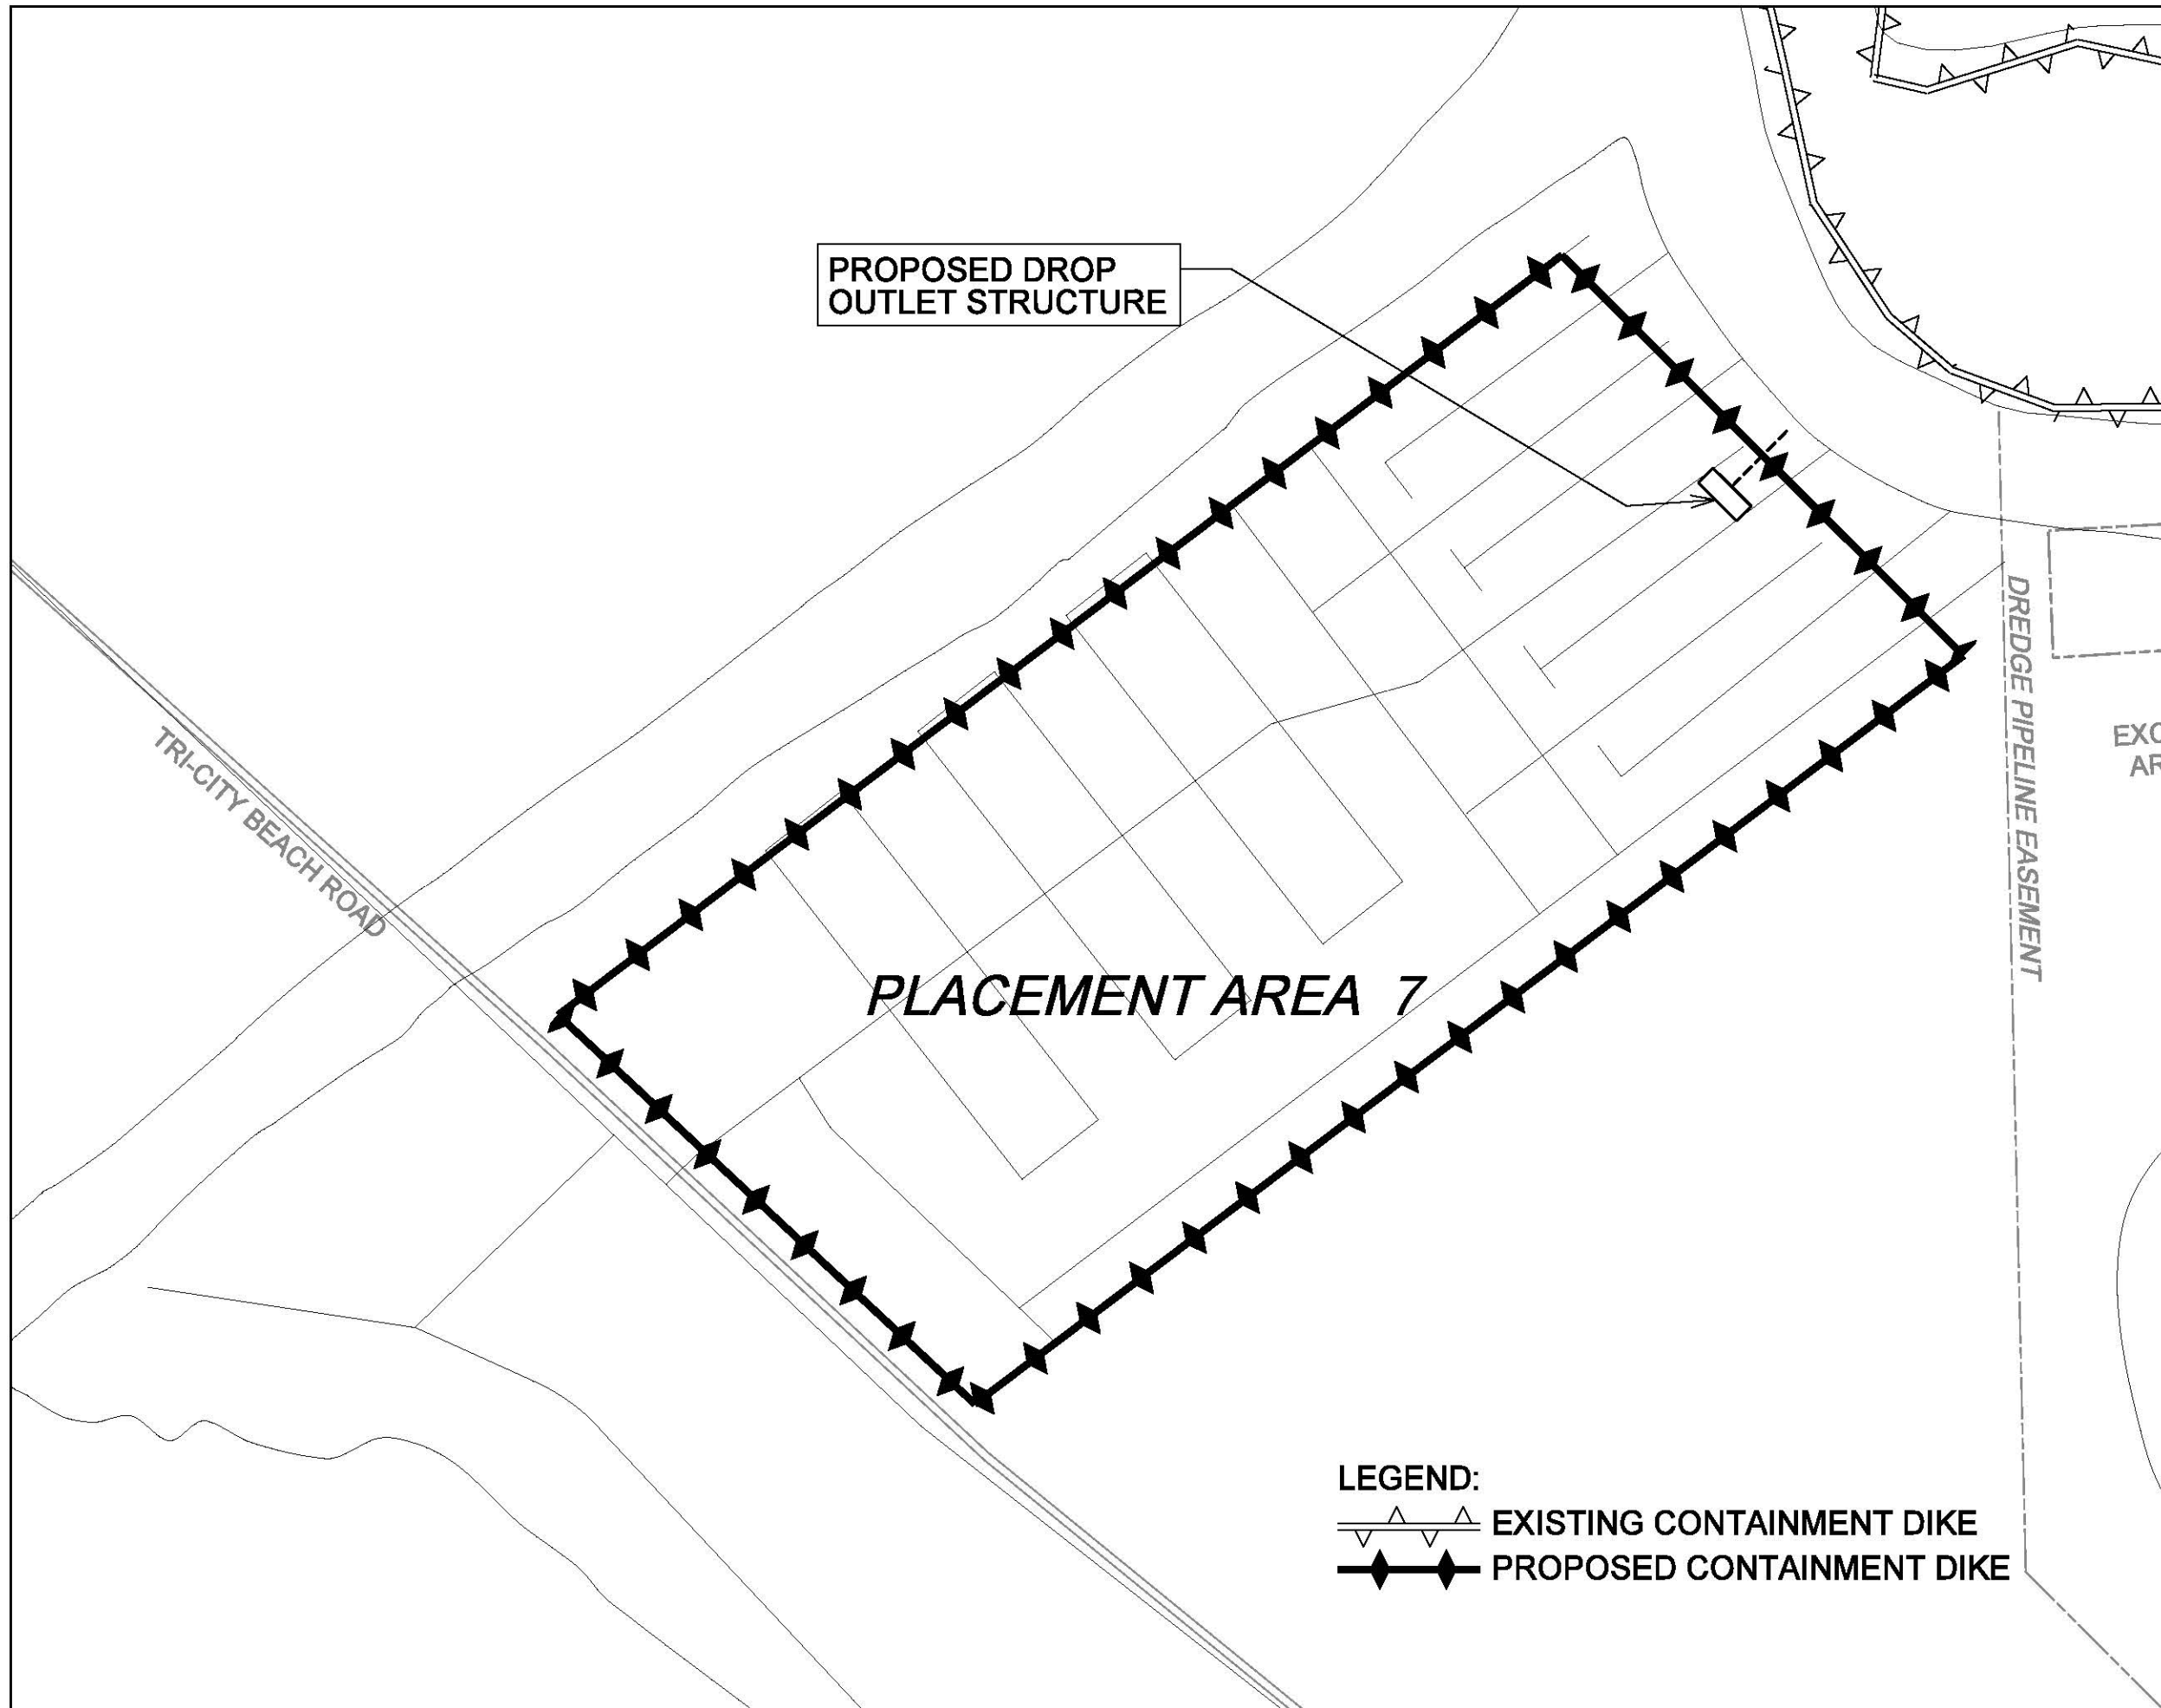 PROPOSED DROP
OUTLET STRUCTURE
TRI-CITY BEACH ROAD
DREDGE PIPELINE EASEMENT
PLACEMENT AREA 7
LEGEND:
EXISTING CONTAINMENT DIKE
PROPOSED CONTAINMENT DIKE